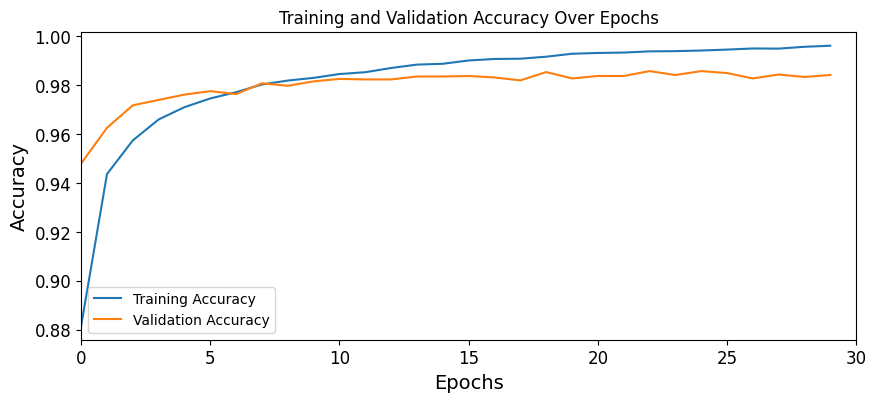 Training and Validation Accuracy Over Epochs
1.00
0.98
0.96
0.94
0.92
0.90
0.88
Accuracy
Training Accuracy
Validation Accuracy
0 5 10 15 20 25 30
Epochs